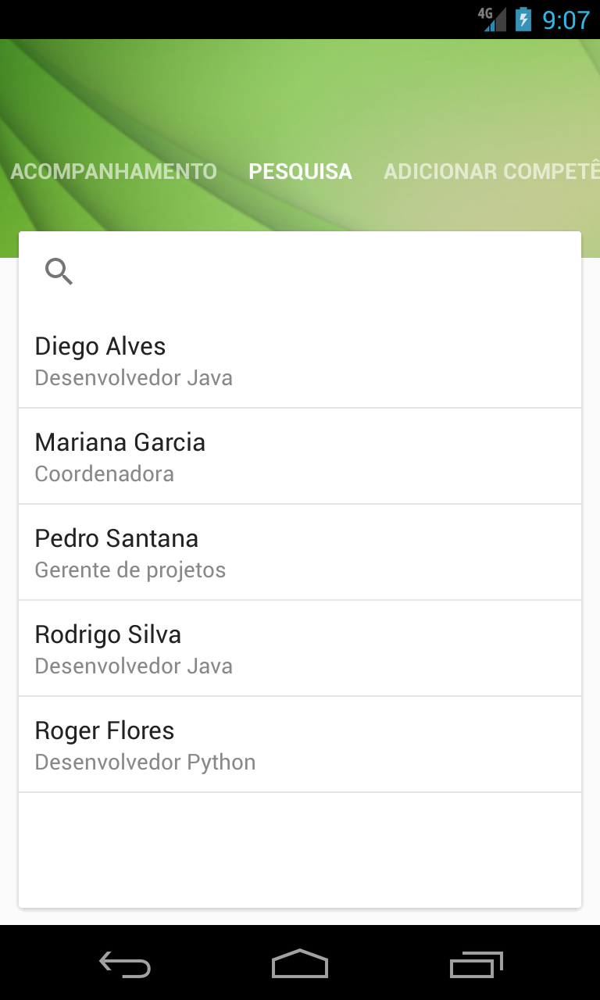 4G 9:07
ACOMPANHAMENTO PESQUISA ADICIONAR
Diego Alves
Desenvolvedor Java
Mariana Garcia
Coordenadora
Pedro Santana
Gerente de projetos
Rodrigo Silva
Desenvolvedor Java
Roger Flores
Desenvolvedor Python